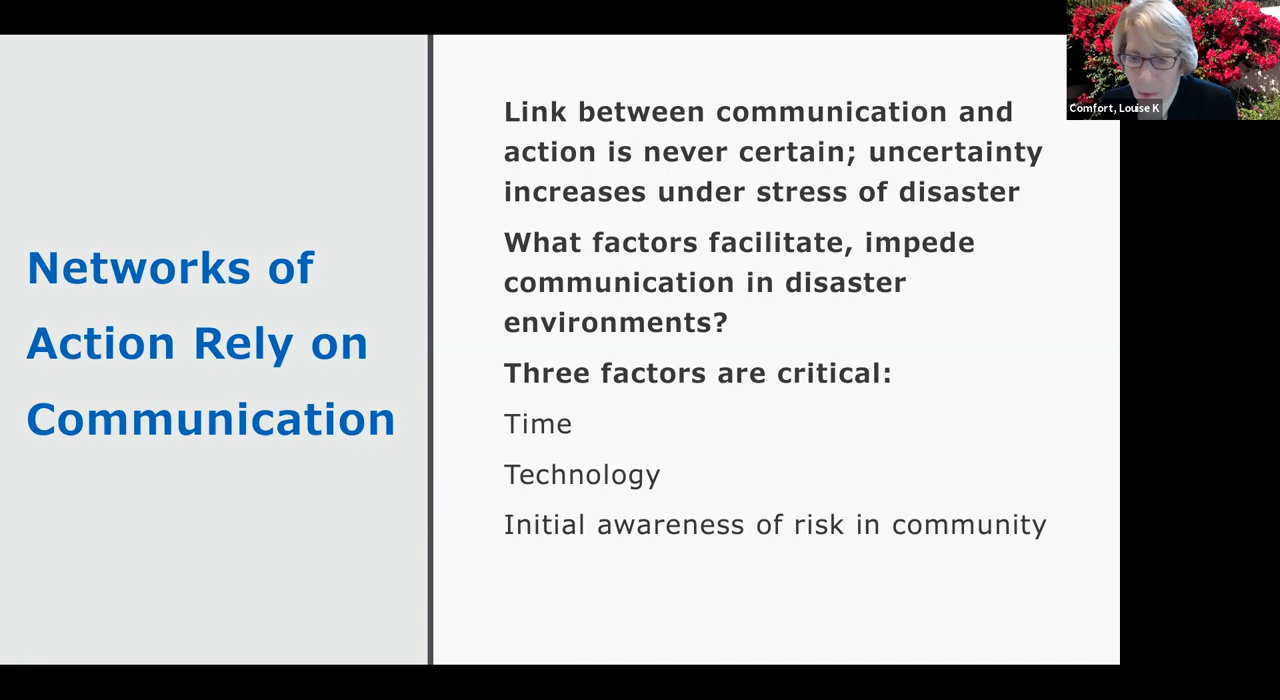 Networks of
Action Rely on
Communication
Link between communication and
action is never certain; uncertainty
increases under stress of disaster
What factors facilitate, impede
communication in disaster
environments?
Three factors are critical:
Time
Technology
Initial awareness of risk in community
Comfort, Louise K